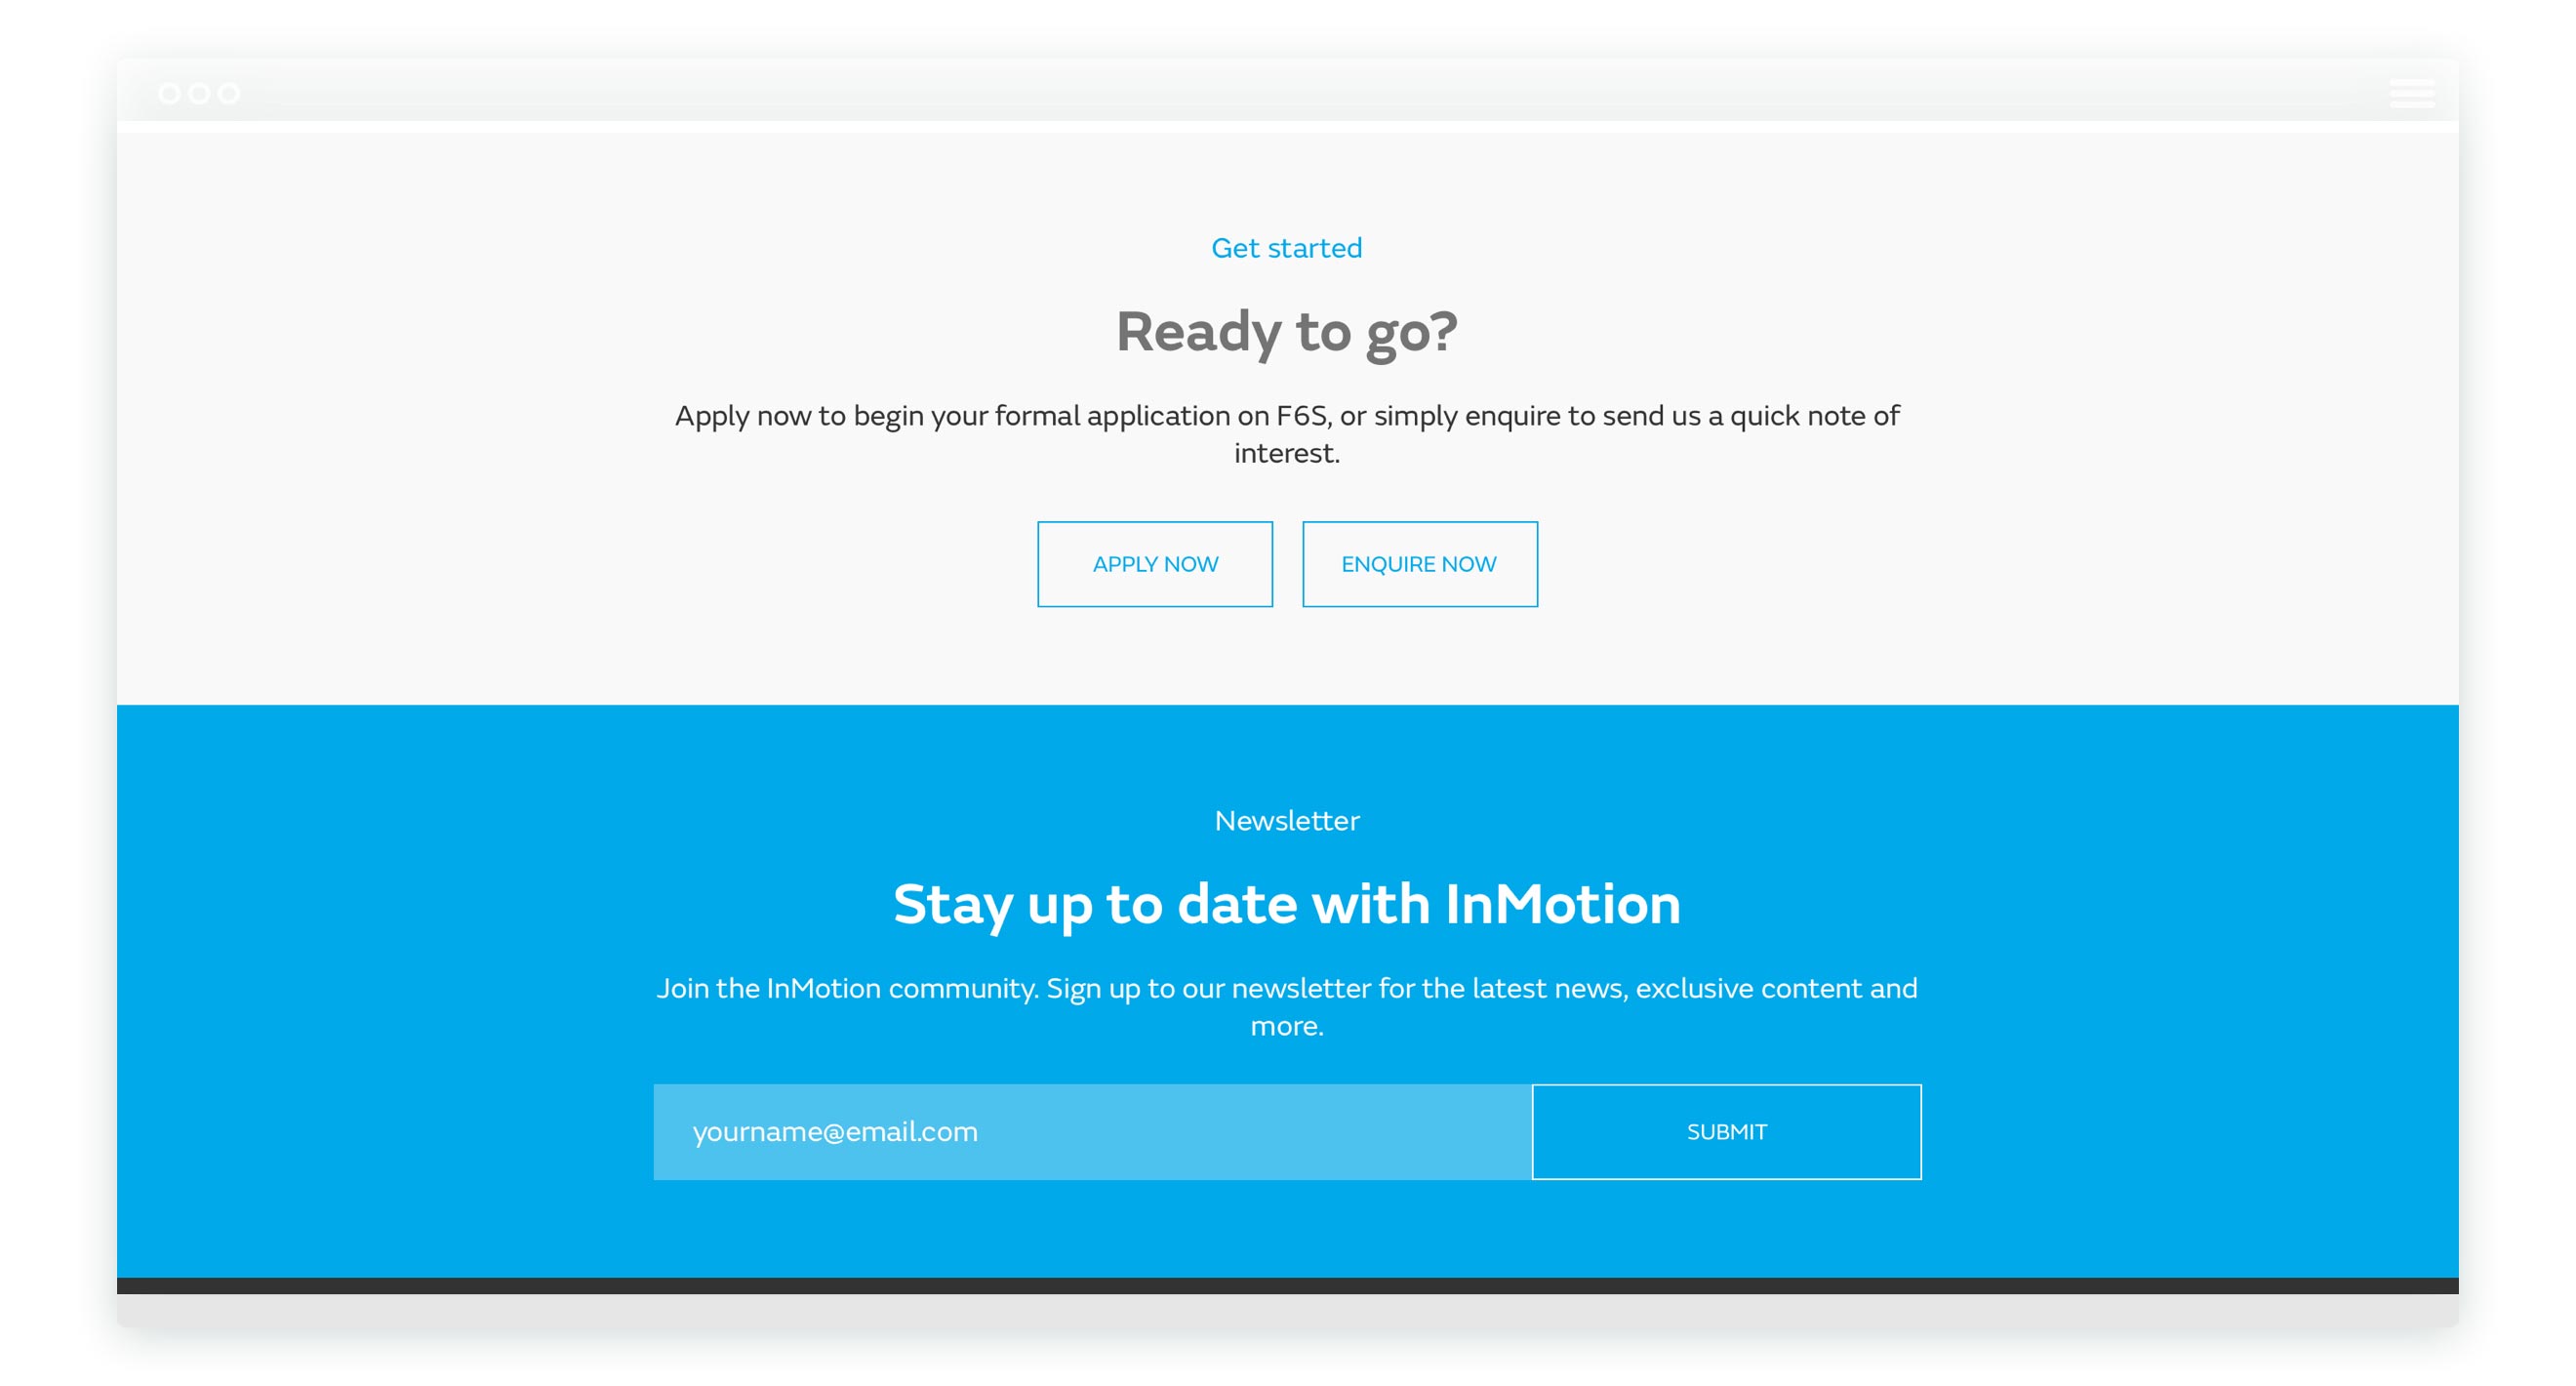 Get started
Ready to go?
Apply now to begin your formal application on F6S, or simply enquire to send us a quick note of
interest.
APPLY NOW
ENQUIRE NOW
Newsletter
Stay up to date with InMotion
Join the InMotion community. Sign up to our newsletter for the latest news, exclusive content and
more.
yourname@email.com
SUBMIT